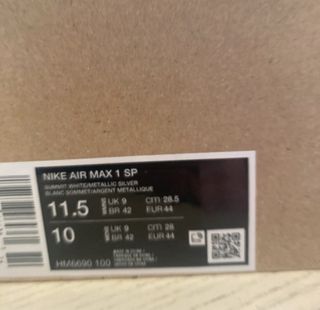 NIKE AIR MAX 1 SP
SUMMIT WHITE/METALLIC SILVER
BLANC SOMMET/ARGENT METALLIQUE
11.5 UK 9 CM 28.5
BR 42 EUR 44
10 UK 9 CM 28
BR 42 EUR 44
HM6690 100